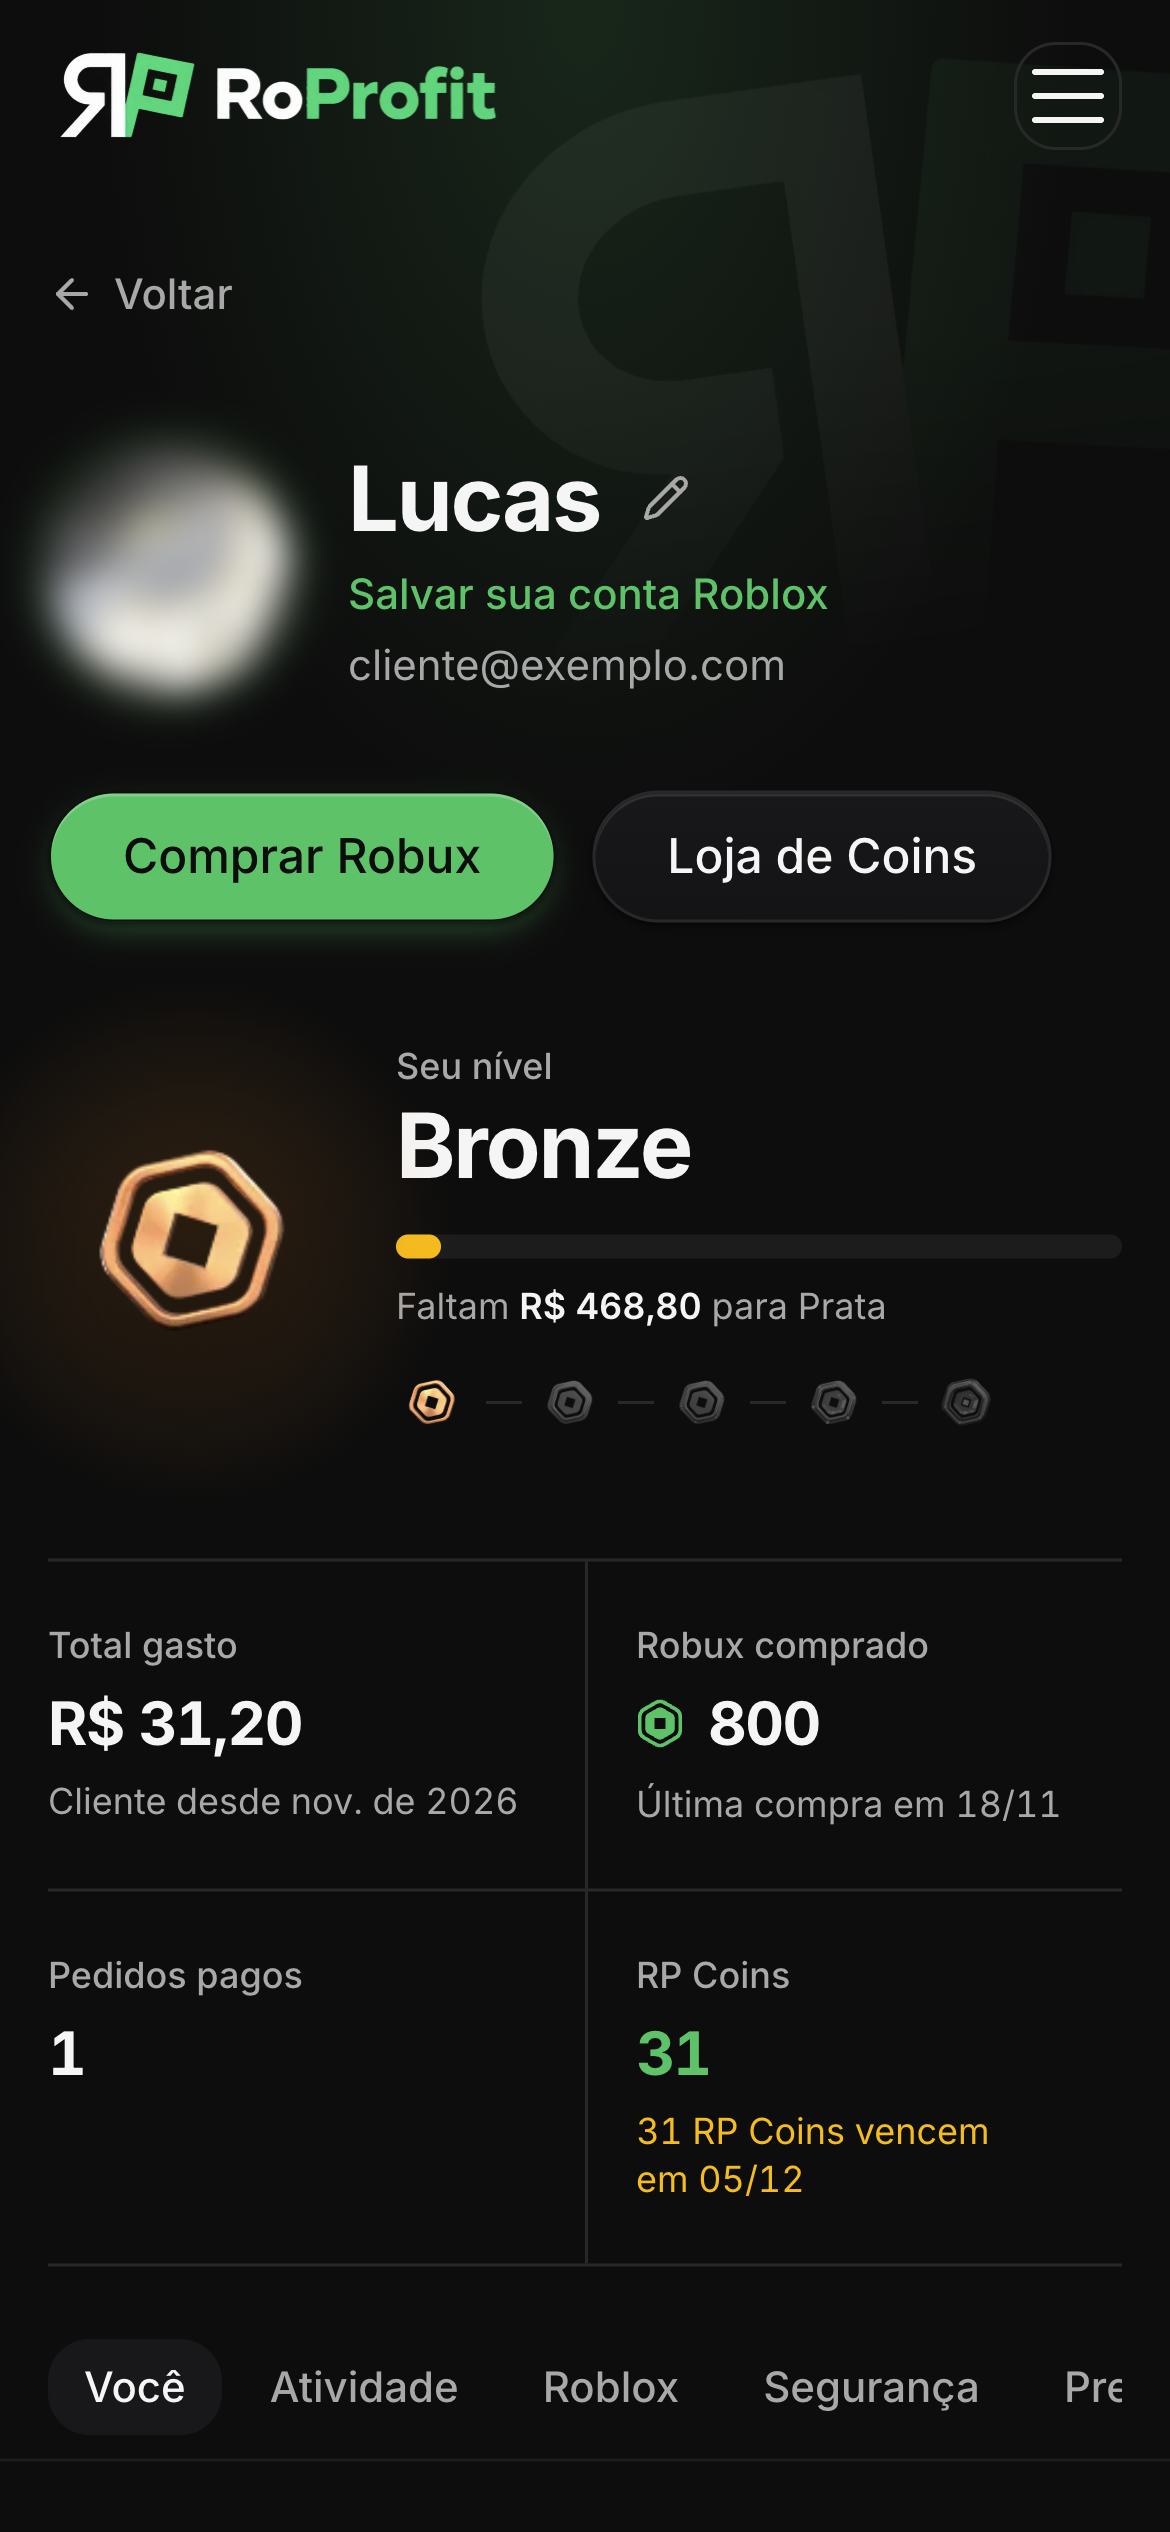 RP RoProfit
Voltar
Lucas
Salvar sua conta Roblox
cliente@exemplo.com
Comprar Robux
Loja de Coins
Seu nível
Bronze
Faltam R$ 468,80 para Prata
Total gasto
R$ 31,20
Cliente desde nov. de 2026
Robux comprado
800
Última compra em 18/11
Pedidos pagos
1
RP Coins
31
31 RP Coins vencem
em 05/12
Você Atividade Roblox Segurança Pre